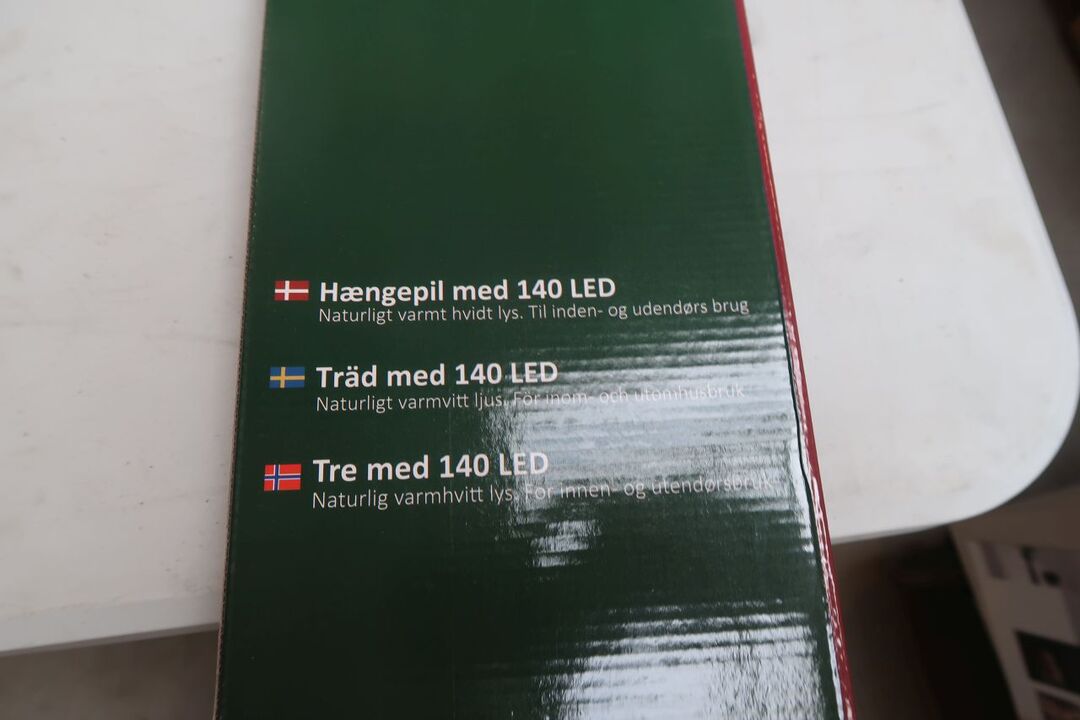 Hængepil med 140 LED
Naturligt varmt hvidt lys. Til inden- og udendørs brug
Träd med 140 LED
Naturligt varmvitt ljus. För inom- och utomhusbruk
Tre med 140 LED
Naturlig varmhvitt lys. For innen- og utendørsbruk